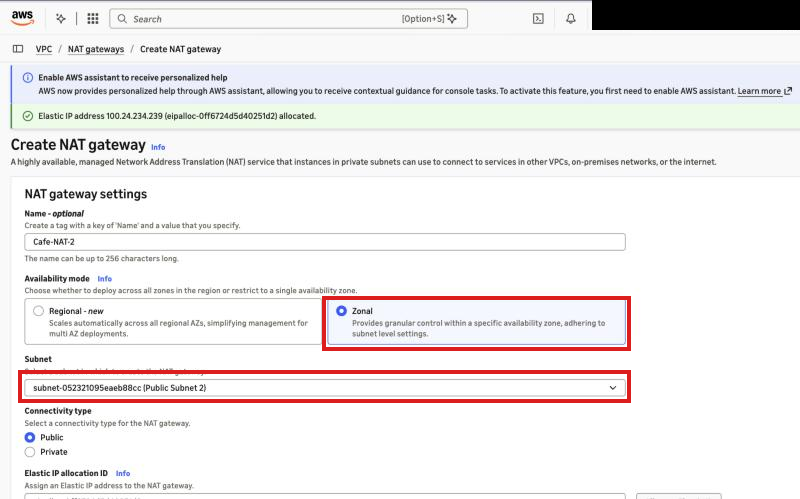 aws
Search
[Option+S]
VPC / NAT gateways / Create NAT gateway
Enable AWS assistant to receive personalized help
AWS now provides personalized help through AWS assistant, allowing you to receive contextual guidance for console tasks. To activate this feature, you first need to enable AWS assistant. Learn more
Elastic IP address 100.24.234.239 (eipalloc-0ff6724d5d40251d2) allocated.
Create NAT gateway Info
A highly available, managed Network Address Translation (NAT) service that instances in private subnets can use to connect to services in other VPCs, on-premises networks, or the internet.
NAT gateway settings
Name - optional
Create a tag with a key of 'Name' and a value that you specify.
Cafe-NAT-2
The name can be up to 256 characters long.
Availability mode Info
Choose whether to deploy across all zones in the region or restrict to a single availability zone.
Regional - new
Scales automatically across all regional AZs, simplifying management for
multi AZ deployments.
Zonal
Provides granular control within a specific availability zone, adhering to
subnet level settings.
Subnet
subnet-052321095eaeb88cc (Public Subnet 2)
Connectivity type
Select a connectivity type for the NAT gateway.
Public
Private
Elastic IP allocation ID Info
Assign an Elastic IP address to the NAT gateway.